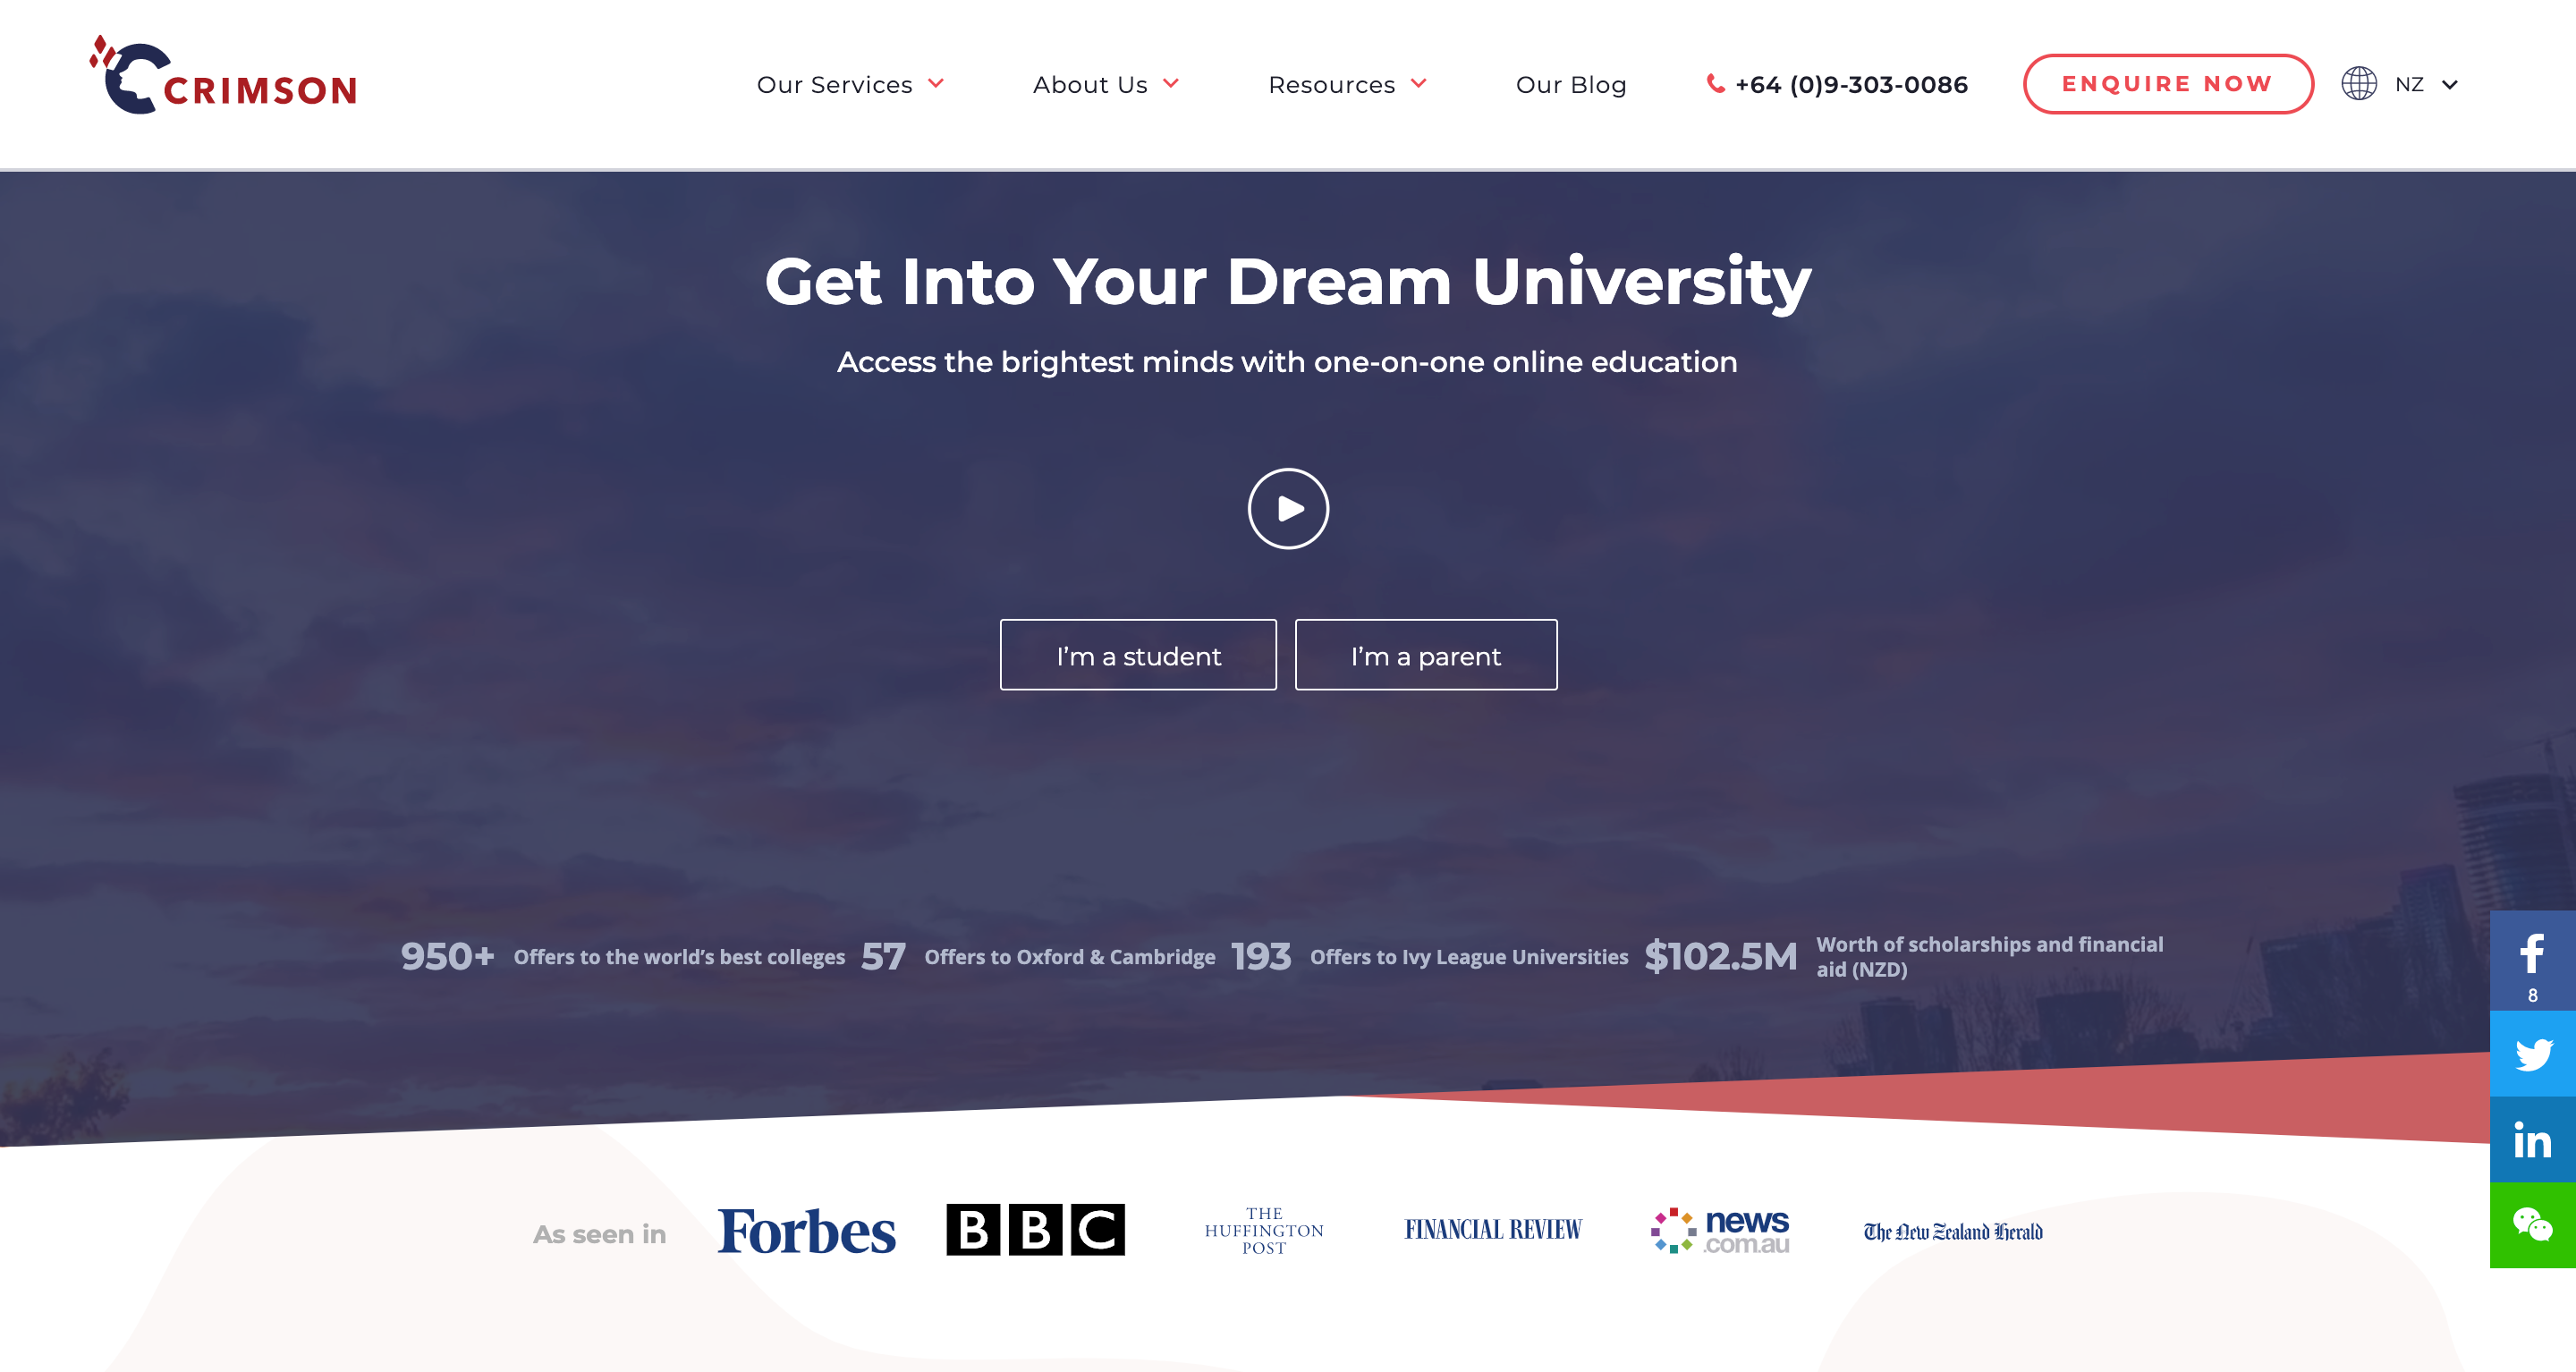 CRIMSON
Our Services
About Us
Resources
Our Blog
+64 (0)9-303-0086
ENQUIRE NOW
NZ
Get Into Your Dream University
Access the brightest minds with one-on-one online education
I’m a student
I’m a parent
950+ Offers to the world’s best colleges
57 Offers to Oxford & Cambridge
193 Offers to Ivy League Universities
$102.5M Worth of scholarships and financial
aid (NZD)
8
in
As seen in
Forbes
BBC
THE
HUFFINGTON
POST
FINANCIAL REVIEW
news
.com.au
The New Zealand Herald